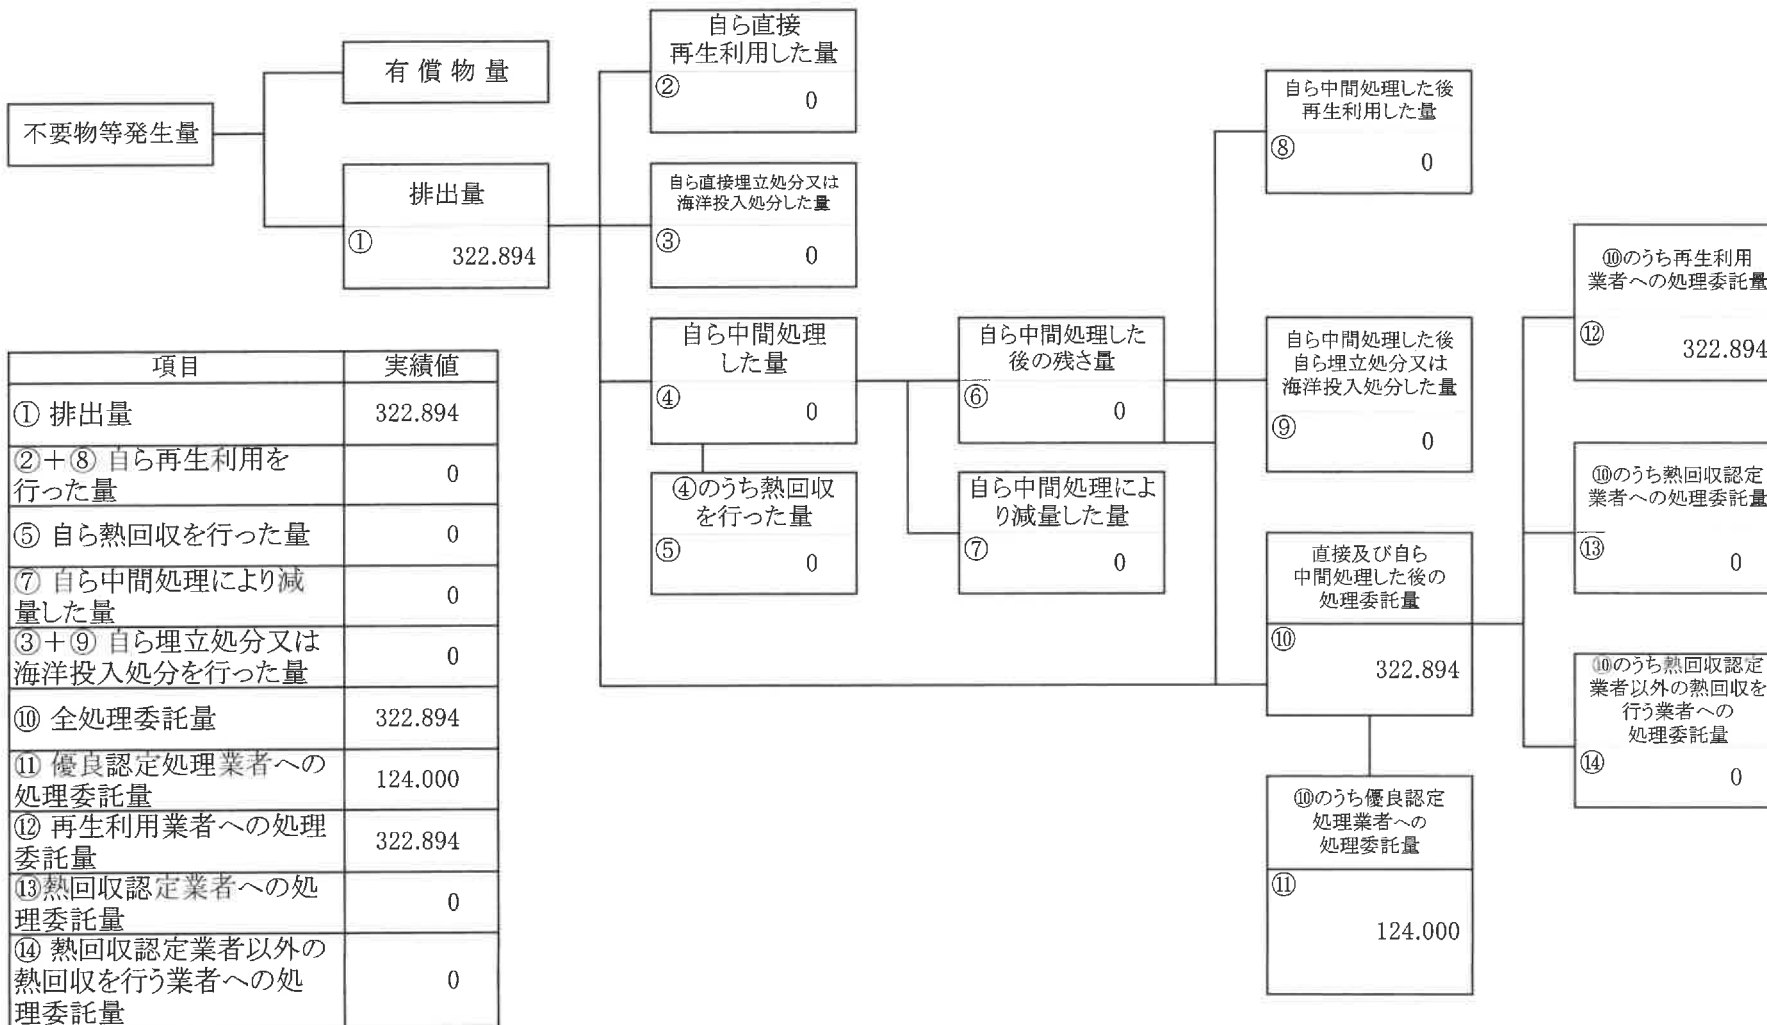 不要物等発生量
有償物量
排出量
①
322.894
自ら直接
再生利用した量
②
0
自ら直接埋立処分又は
海洋投入処分した量
③
0
自ら中間処理
した量
④
0
④のうち熱回収
を行った量
⑤
0
自ら中間処理した
後の残さ量
⑥
0
自ら中間処理によ
り減量した量
⑦
0
自ら中間処理した後
再生利用した量
⑧
0
自ら中間処理した後
自ら埋立処分又は
海洋投入処分した量
⑨
0
直接及び自ら
中間処理した後の
処理委託量
⑩
322.894
⑩のうち優良認定
処理業者への
処理委託量
⑪
124.000
⑩のうち再生利用
業者への処理委託量
⑫
322.894
⑩のうち熱回収認定
業者への処理委託量
⑬
0
⑩のうち熱回収認定
業者以外の熱回収を
行う業者への
処理委託量
⑭
0
項目 実績値
① 排出量 322.894
②+⑧ 自ら再生利用を
行った量 0
⑤ 自ら熱回収を行った量 0
⑦ 自ら中間処理により減
量した量 0
③+⑨ 自ら埋立処分又は
海洋投入処分を行った量 0
⑩ 全処理委託量 322.894
⑪ 優良認定処理業者への
処理委託量 124.000
⑫ 再生利用業者への処理
委託量 322.894
⑬熱回収認定業者への処
理委託量 0
⑭ 熱回収認定業者以外の
熱回収を行う業者への処
理委託量 0